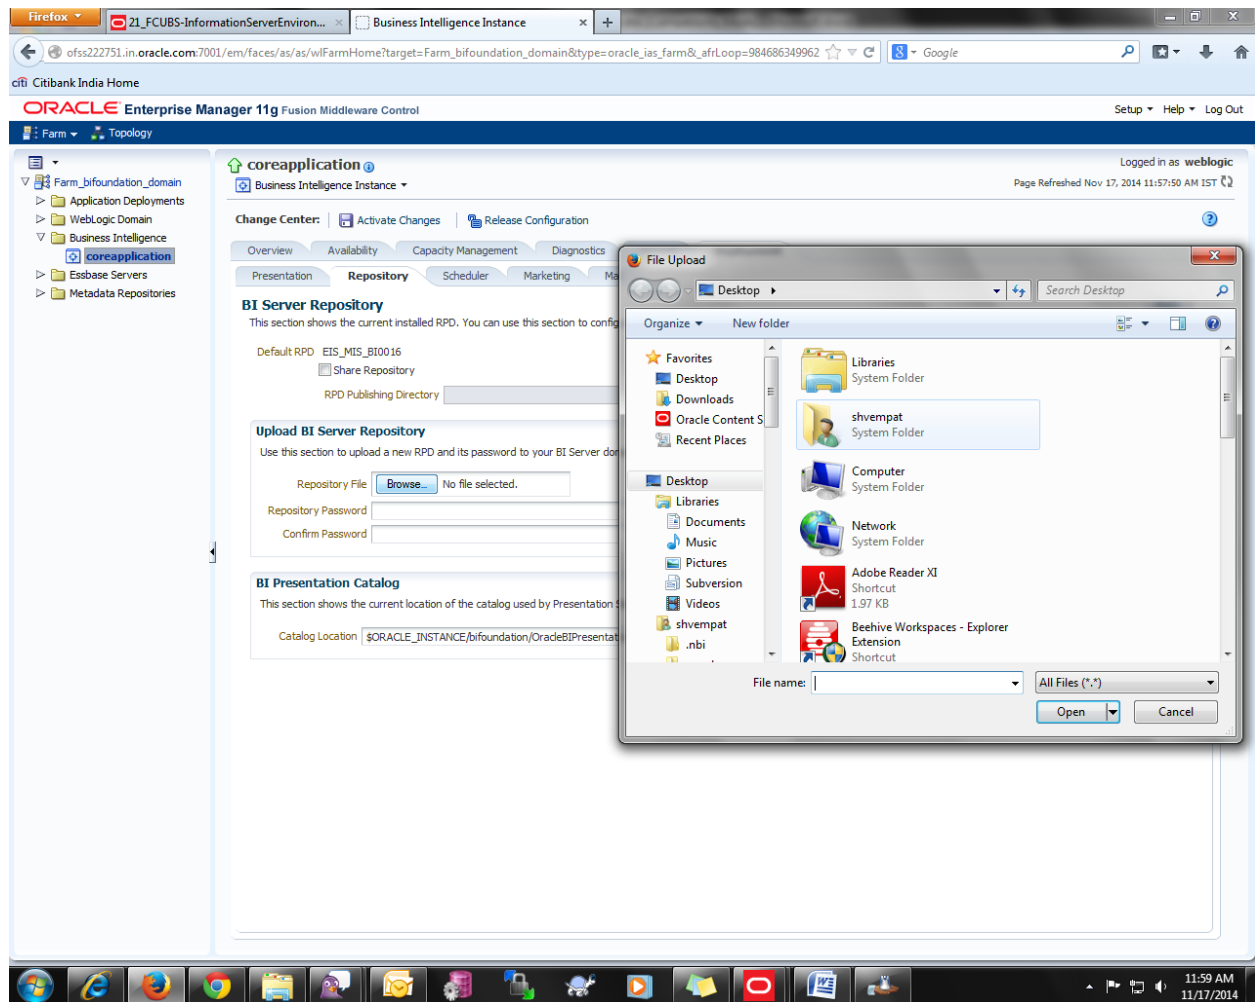 Firefox
21_FCUBS-InformationServerEnviron...
Business Intelligence Instance
ofss222751.in.oracle.com:7001/em/faces/as/as/wlFarmHome?target=Farm_bifoundation_domain&type=oracle_ias_farm&_afrLoop=984686349962
Google
citi Citibank India Home
ORACLE Enterprise Manager 11g Fusion Middleware Control
Setup Help Log Out
Farm Topology
Farm_bifoundation_domain
Application Deployments
WebLogic Domain
Business Intelligence
coreapplication
Essbase Servers
Metadata Repositories
coreapplication
Logged in as weblogic
Business Intelligence Instance
Page Refreshed Nov 17, 2014 11:57:50 AM IST
Change Center: Activate Changes Release Configuration
Overview Availability Capacity Management Diagnostics
Presentation Repository Scheduler Marketing Ma
BI Server Repository
This section shows the current installed RPD. You can use this section to config
Default RPD EIS_MIS_BI0016
Share Repository
RPD Publishing Directory
Upload BI Server Repository
Use this section to upload a new RPD and its password to your BI Server do
Repository File Browse... No file selected.
Repository Password
Confirm Password
BI Presentation Catalog
This section shows the current location of the catalog used by Presentation
Catalog Location $ORACLE_INSTANCE/bifoundation/OracleBIPresentat
File Upload
Desktop
Search Desktop
Organize New folder
Favorites
Desktop
Downloads
Oracle Content S
Recent Places
Desktop
Libraries
Documents
Music
Pictures
Subversion
Videos
shvempat
.nbi
Libraries
System Folder
shvempat
System Folder
Computer
System Folder
Network
System Folder
Adobe Reader XI
Shortcut
1.97 KB
Beehive Workspaces - Explorer
Extension
Shortcut
File name: All Files (*.*)
Open Cancel
11:59 AM
11/17/2014